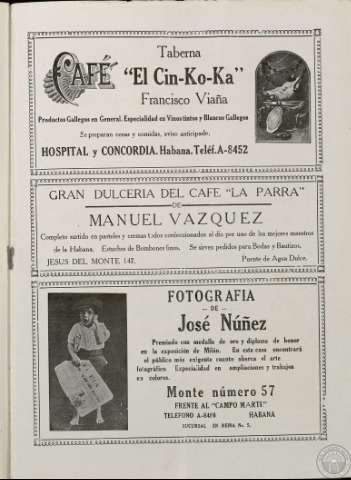 Taberna
CAFÉ "El Cin-Ko-Ka"
Francisco Viaña
Productos Gallegos en General. Especialidad en Vinos tintos y Blancos Gallegos
Se preparan cenas y comidas, aviso anticipado.
HOSPITAL y CONCORDIA. Habana. Teléf. A-8452
GRAN DULCERIA DEL CAFE "LA PARRA"
DE
MANUEL VAZQUEZ
Completo surtido en pasteles y cremas todos confeccionados al dia por uno de los mejores maestros
de la Habana. Estuches de Bombones finos. Se sirven pedidos para Bodas y Bautizos.
JESUS DEL MONTE 147. Puente de Agua Dulce.
FOTOGRAFIA
DE
José Núñez
Premiado con medalla de oro y diploma de honor
en la exposición de Milán. En esta casa encontrará
el público más exigente cuanto abarca el arte
fotográfico Especialidad en ampliaciones y trabajos
en colores.
Monte número 57
FRENTE AL "CAMPO MARTE"
TELEFONO HABANA
SUCURSAL EN REINA No. 5.